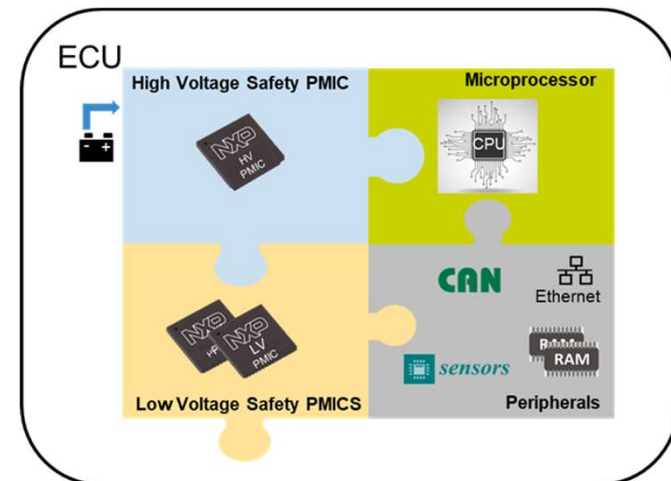 ECU
High Voltage Safety PMIC
Microprocessor
NXP
HV
PMIC
CPU
CAN
Ethernet
NXP
NXP
LV
PMIC
sensors
RAM
Low Voltage Safety PMICS
Peripherals